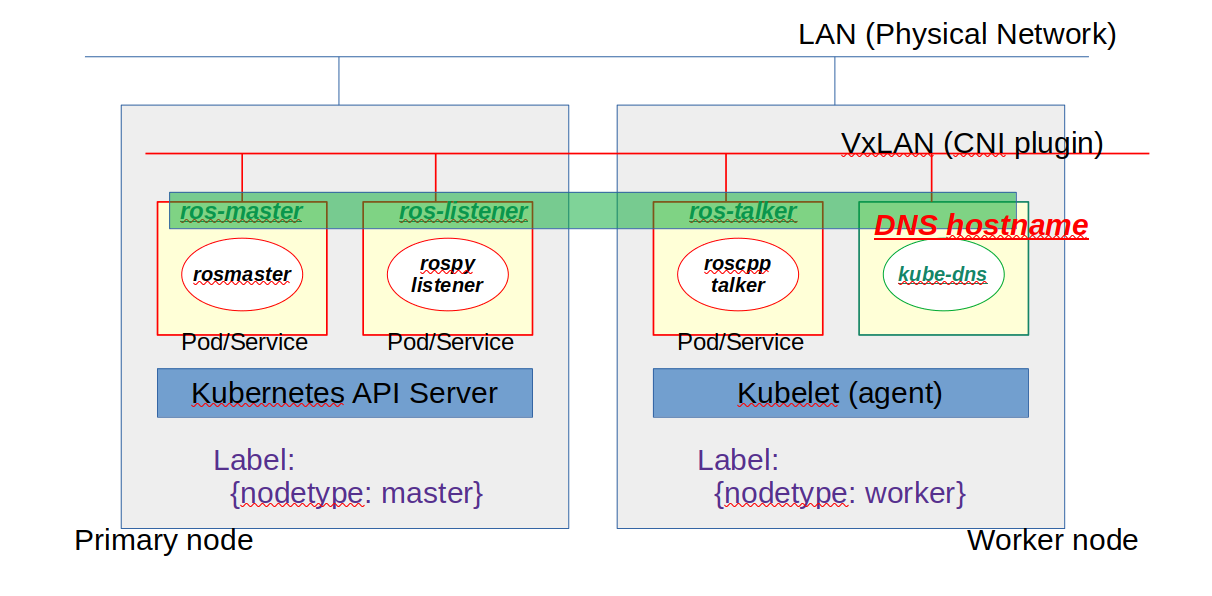 LAN (Physical Network)
VxLAN (CNI plugin)
ros-master
ros-listener
ros-talker
DNS hostname
rosmaster
rospy
listener
roscpp
talker
kube-dns
Pod/Service
Pod/Service
Pod/Service
Kubernetes API Server
Kubelet (agent)
Label:
{nodetype: master}
Label:
{nodetype: worker}
Primary node
Worker node